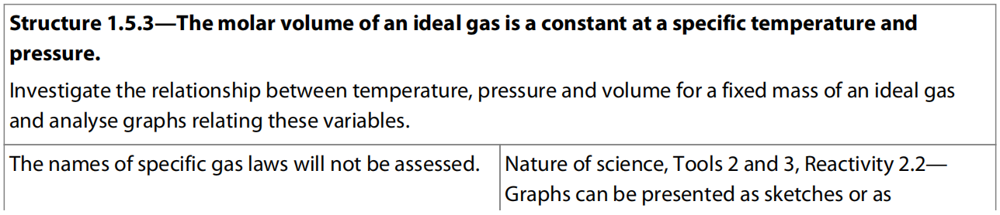 Structure 1.5.3—The molar volume of an ideal gas is a constant at a specific temperature and
pressure.
Investigate the relationship between temperature, pressure and volume for a fixed mass of an ideal gas
and analyse graphs relating these variables.
The names of specific gas laws will not be assessed.
Nature of science, Tools 2 and 3, Reactivity 2.2—
Graphs can be presented as sketches or as